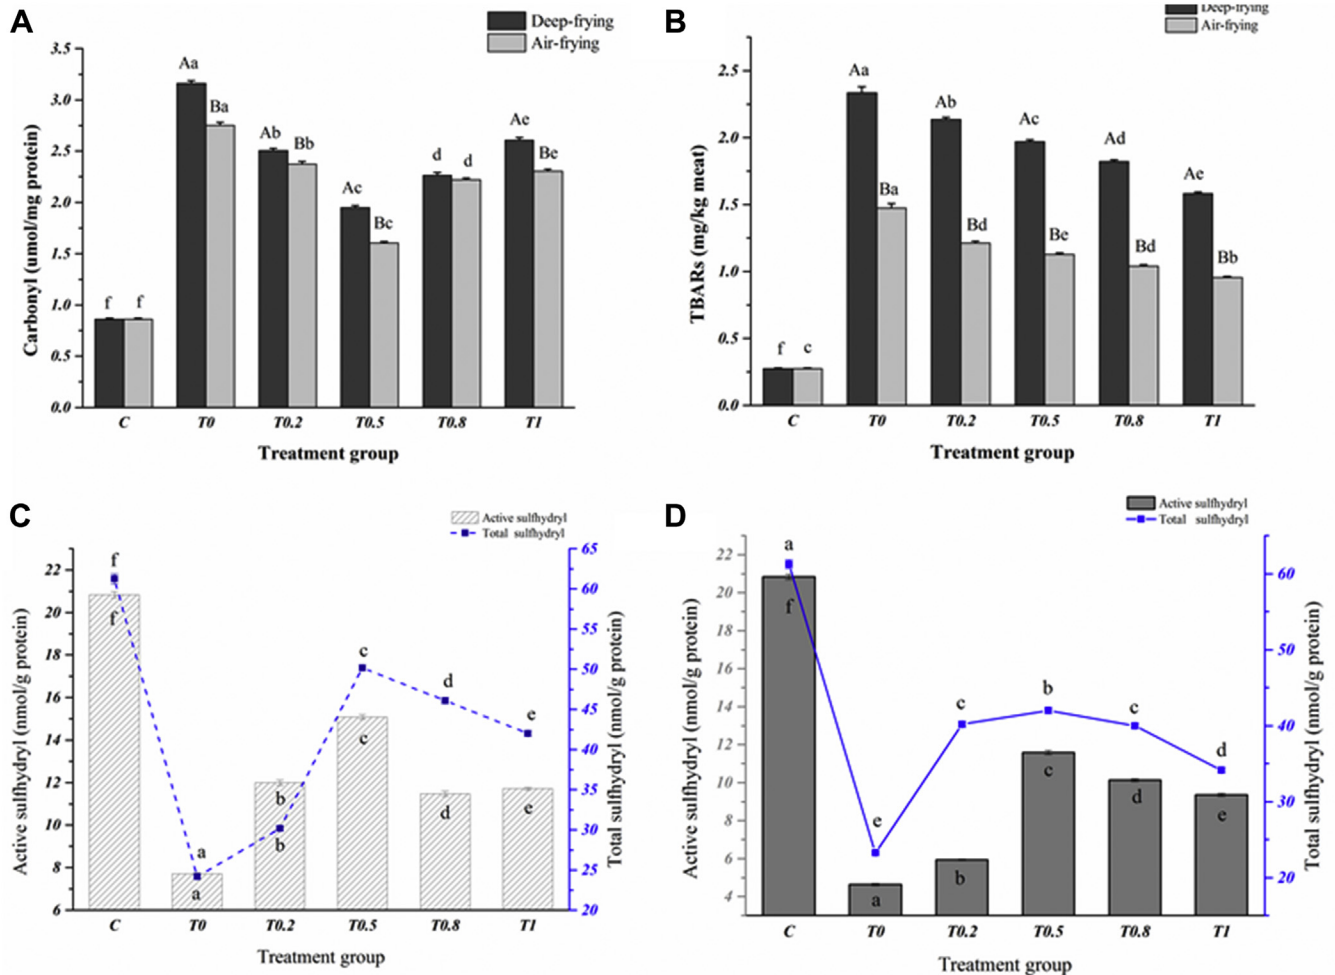 A
Deep-frying
Air-frying
Carbonyl (umol/mg protein)
3.5
3.0
2.5
2.0
1.5
1.0
0.5
0.0
f
f
Aa
Ba
Ab
Bb
Ac
Bc
d
d
Ae
Be
C
T0
T0.2
T0.5
T0.8
T1
Treatment group
B
Deep-frying
Air-frying
TBARs (mg/kg meat)
2.5
2.0
1.5
1.0
0.5
0.0
f
c
Aa
Ba
Ab
Bd
Ac
Be
Ad
Bd
Ae
Bb
C
T0
T0.2
T0.5
T0.8
T1
Treatment group
C
Active sulfhydryl
Total sulfhydryl
Active sulfhydryl (nmol/g protein)
22
20
18
16
14
12
10
8
6
f
f
a
a
b
b
c
c
d
d
e
e
65
60
55
50
45
40
35
30
25
20
Total sulfhydryl (nmol/g protein)
C
T0
T0.2
T0.5
T0.8
T1
Treatment group
D
Active sulfhydryl
Total sulfhydryl
Active sulfhydryl (nmol/g protein)
22
20
18
16
14
12
10
8
6
4
a
f
e
a
c
b
b
c
c
d
d
e
60
50
40
30
20
Total sulfhydryl (nmol/g protein)
C
T0
T0.2
T0.5
T0.8
T1
Treatment group